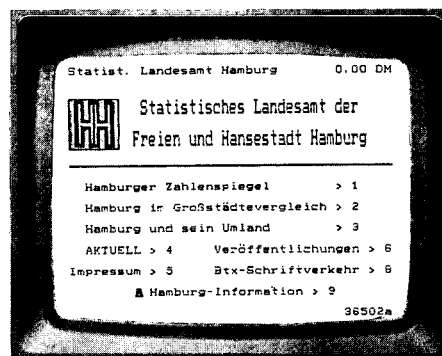 Statist. Landesamt Hamburg 0,00 DM
HH
Statistisches Landesamt der
Freien und Hansestadt Hamburg
Hamburger Zahlenspiegel > 1
Hamburg im Großstädtevergleich > 2
Hamburg und sein Umland > 3
AKTUELL > 4 Veröffentlichungen > 6
Impressum > 5 Btx-Schriftverkehr > 8
Hamburg-Information > 9
36502a